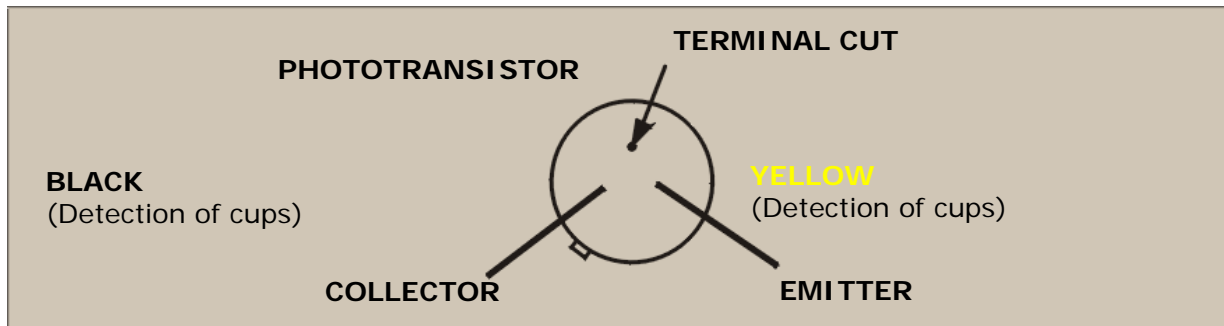 TERMINAL CUT
PHOTOTRANSISTOR
BLACK
(Detection of cups)
YELLOW
(Detection of cups)
COLLECTOR
EMITTER